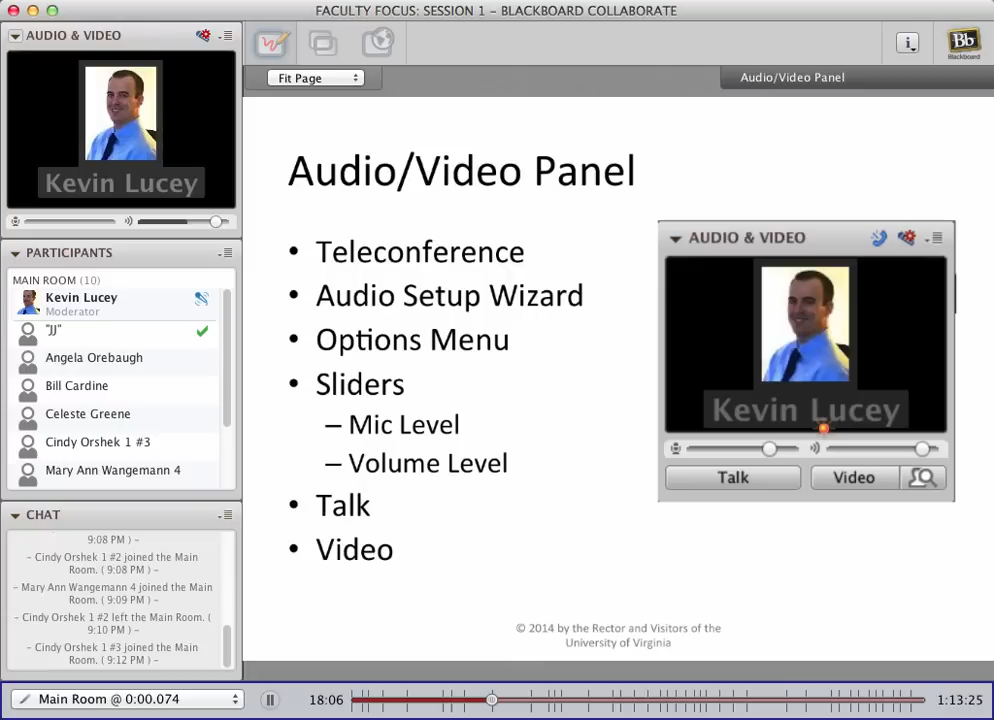 FACULTY FOCUS: SESSION 1 – BLACKBOARD COLLABORATE
AUDIO & VIDEO
Kevin Lucey
PARTICIPANTS
MAIN ROOM (10)
Kevin Lucey
Moderator
"JJ"
Angela Orebaugh
Bill Cardine
Celeste Greene
Cindy Orshek 1 #3
Mary Ann Wangemann 4
CHAT
9:08 PM ) –
– Cindy Orshek 1 #2 joined the Main
Room. ( 9:08 PM ) –
– Mary Ann Wangemann 4 joined the Main
Room. ( 9:09 PM ) –
– Cindy Orshek 1 #2 left the Main Room. (
9:10 PM ) –
– Cindy Orshek 1 #3 joined the Main
Room. ( 9:12 PM ) –
i
Bb
Blackboard
Fit Page
Audio/Video Panel
Audio/Video Panel
• Teleconference
• Audio Setup Wizard
• Options Menu
• Sliders
– Mic Level
– Volume Level
• Talk
• Video
AUDIO & VIDEO
Kevin Lucey
Talk
Video
© 2014 by the Rector and Visitors of the
University of Virginia
Main Room @ 0:00.074
18:06
1:13:25